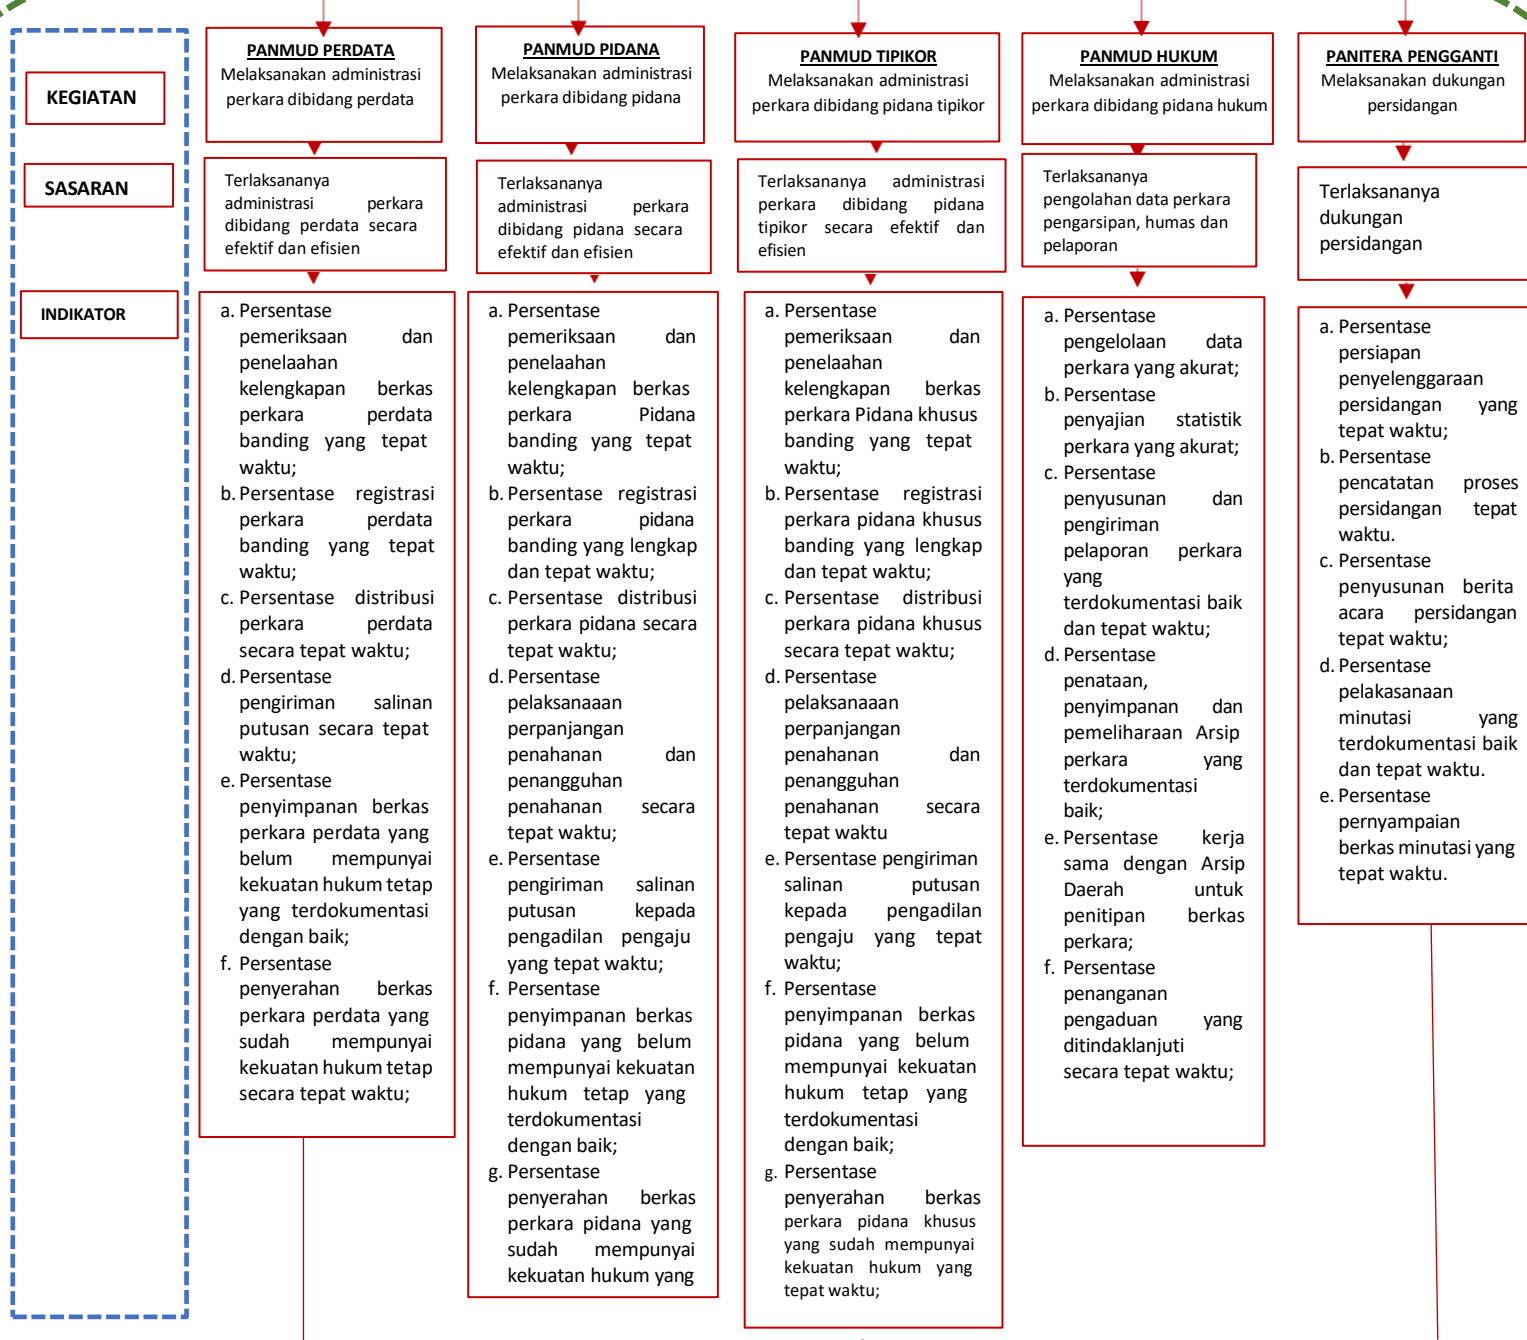 KEGIATAN
SASARAN
INDIKATOR
PANMUD PERDATA
Melaksanakan administrasi
perkara dibidang perdata
Terlaksananya
administrasi perkara
dibidang perdata secara
efektif dan efisien
a. Persentase
pemeriksaan dan
penelaahan
kelengkapan berkas
perkara perdata
banding yang tepat
waktu;
b. Persentase registrasi
perkara perdata
banding yang tepat
waktu;
c. Persentase distribusi
perkara perdata
secara tepat waktu;
d. Persentase
pengiriman salinan
putusan secara tepat
waktu;
e. Persentase
penyimpanan berkas
perkara perdata yang
belum mempunyai
kekuatan hukum tetap
yang terdokumentasi
dengan baik;
f. Persentase
penyerahan berkas
perkara perdata yang
sudah mempunyai
kekuatan hukum tetap
secara tepat waktu;
PANMUD PIDANA
Melaksanakan administrasi
perkara dibidang pidana
Terlaksananya
administrasi perkara
dibidang pidana secara
efektif dan efisien
a. Persentase
pemeriksaan dan
penelaahan
kelengkapan berkas
perkara Pidana
banding yang tepat
waktu;
b. Persentase registrasi
perkara pidana
banding yang lengkap
dan tepat waktu;
c. Persentase distribusi
perkara pidana secara
tepat waktu;
d. Persentase
pelaksanaaan
perpanjangan
penahanan dan
penangguhan
penahanan secara
tepat waktu;
e. Persentase
pengiriman salinan
putusan kepada
pengadilan pengaju
yang tepat waktu;
f. Persentase
penyimpanan berkas
pidana yang belum
mempunyai kekuatan
hukum tetap yang
terdokumentasi
dengan baik;
g. Persentase
penyerahan berkas
perkara pidana yang
sudah mempunyai
kekuatan hukum yang
PANMUD TIPIKOR
Melaksanakan administrasi
perkara dibidang pidana tipikor
Terlaksananya administrasi
perkara dibidang pidana
tipikor secara efektif dan
efisien
a. Persentase
pemeriksaan dan
penelaahan
kelengkapan berkas
perkara Pidana khusus
banding yang tepat
waktu;
b. Persentase registrasi
perkara pidana khusus
banding yang lengkap
dan tepat waktu;
c. Persentase distribusi
perkara pidana khusus
secara tepat waktu;
d. Persentase
pelaksanaaan
perpanjangan
penahanan dan
penangguhan
penahanan secara
tepat waktu
e. Persentase pengiriman
salinan putusan
kepada pengadilan
pengaju yang tepat
waktu;
f. Persentase
penyimpanan berkas
pidana yang belum
mempunyai kekuatan
hukum tetap yang
terdokumentasi
dengan baik;
g. Persentase
penyerahan berkas
perkara pidana khusus
yang sudah mempunyai
kekuatan hukum yang
tepat waktu;
PANMUD HUKUM
Melaksanakan administrasi
perkara dibidang pidana hukum
Terlaksananya
pengolahan data perkara
pengarsipan, humas dan
pelaporan
a. Persentase
pengelolaan data
perkara yang akurat;
b. Persentase
penyajian statistik
perkara yang akurat;
c. Persentase
penyusunan dan
pengiriman
pelaporan perkara
yang
terdokumentasi baik
dan tepat waktu;
d. Persentase
penataan,
penyimpanan dan
pemeliharaan Arsip
perkara yang
terdokumentasi
baik;
e. Persentase kerja
sama dengan Arsip
Daerah untuk
penitipan berkas
perkara;
f. Persentase
penanganan
pengaduan yang
ditindaklanjuti
secara tepat waktu;
PANITERA PENGGANTI
Melaksanakan dukungan
persidangan
Terlaksananya
dukungan
persidangan
a. Persentase
persiapan
penyelenggaraan
persidangan yang
tepat waktu;
b. Persentase
pencatatan proses
persidangan tepat
waktu.
c. Persentase
penyusunan berita
acara persidangan
tepat waktu;
d. Persentase
pelakasanaan
minutasi yang
terdokumentasi baik
dan tepat waktu.
e. Persentase
pernyampaian
berkas minutasi yang
tepat waktu.